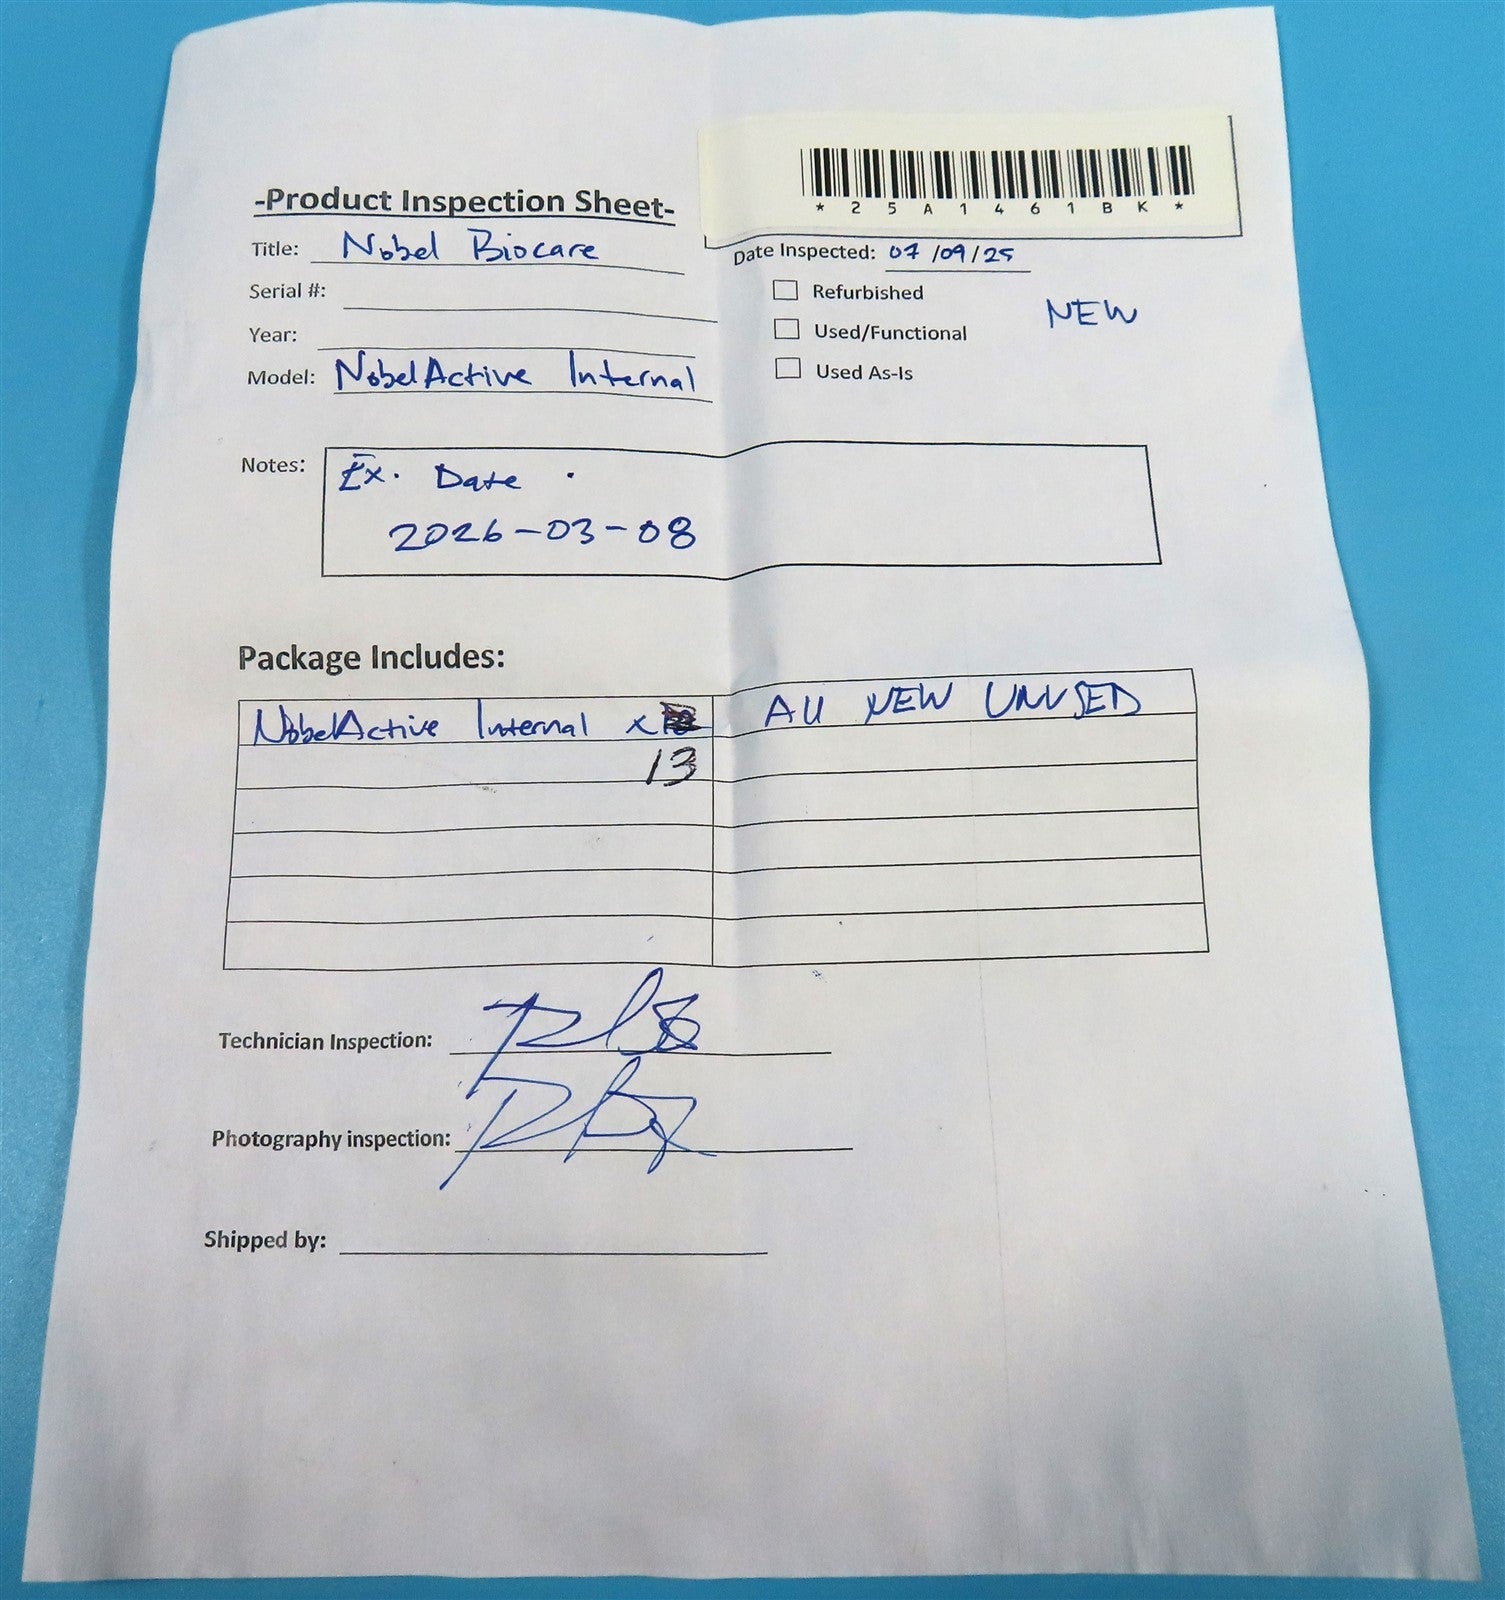 *25A1461BK*
-Product Inspection Sheet-
Title: Nobel Biocare
Date Inspected: 07/09/25
Serial #:
Refurbished
NEW
Year:
Used/Functional
Model: NobelActive Internal
Used As-Is
Notes: Ex. Date
2026-03-08
Package Includes:
NobelActive Internal x
All NEW UNUSED
13
Technician Inspection:
Photography inspection:
Shipped by: